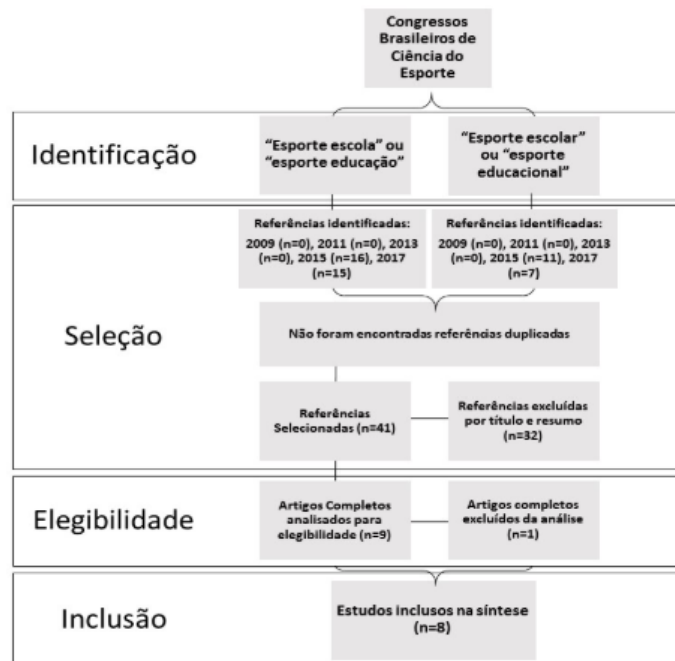 Congressos
Brasileiros de
Ciência do
Esporte
Identificação
“Esporte escola” ou
“esporte educação”
“Esporte escolar”
ou “esporte
educacional”
Seleção
Referências identificadas:
2009 (n=0), 2011 (n=0), 2013
(n=0), 2015 (n=16), 2017
(n=15)
Referências identificadas:
2009 (n=0), 2011 (n=0), 2013
(n=0), 2015 (n=11), 2017
(n=7)
Não foram encontradas referências duplicadas
Referências
Selecionadas (n=41)
Referências excluídas
por título e resumo
(n=32)
Elegibilidade
Artigos Completos
analisados para
elegibilidade (n=9)
Artigos completos
excluídos da análise
(n=1)
Inclusão
Estudos inclusos na síntese
(n=8)